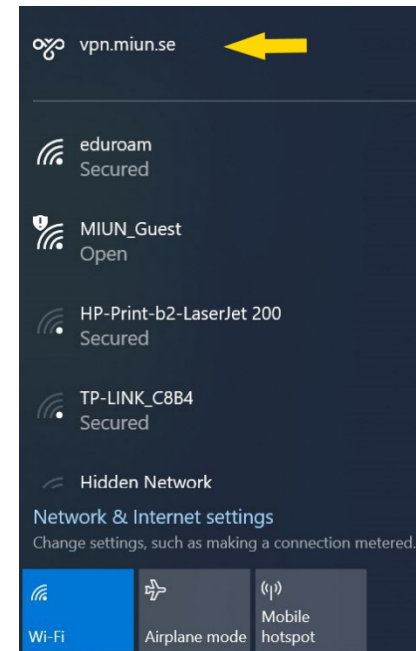 vpn.miun.se
eduroam
Secured
MIUN_Guest
Open
HP-Print-b2-LaserJet 200
Secured
TP-LINK_C8B4
Secured
Hidden Network
Network & Internet settings
Change settings, such as making a connection metered.
Wi-Fi
Airplane mode
Mobile
hotspot